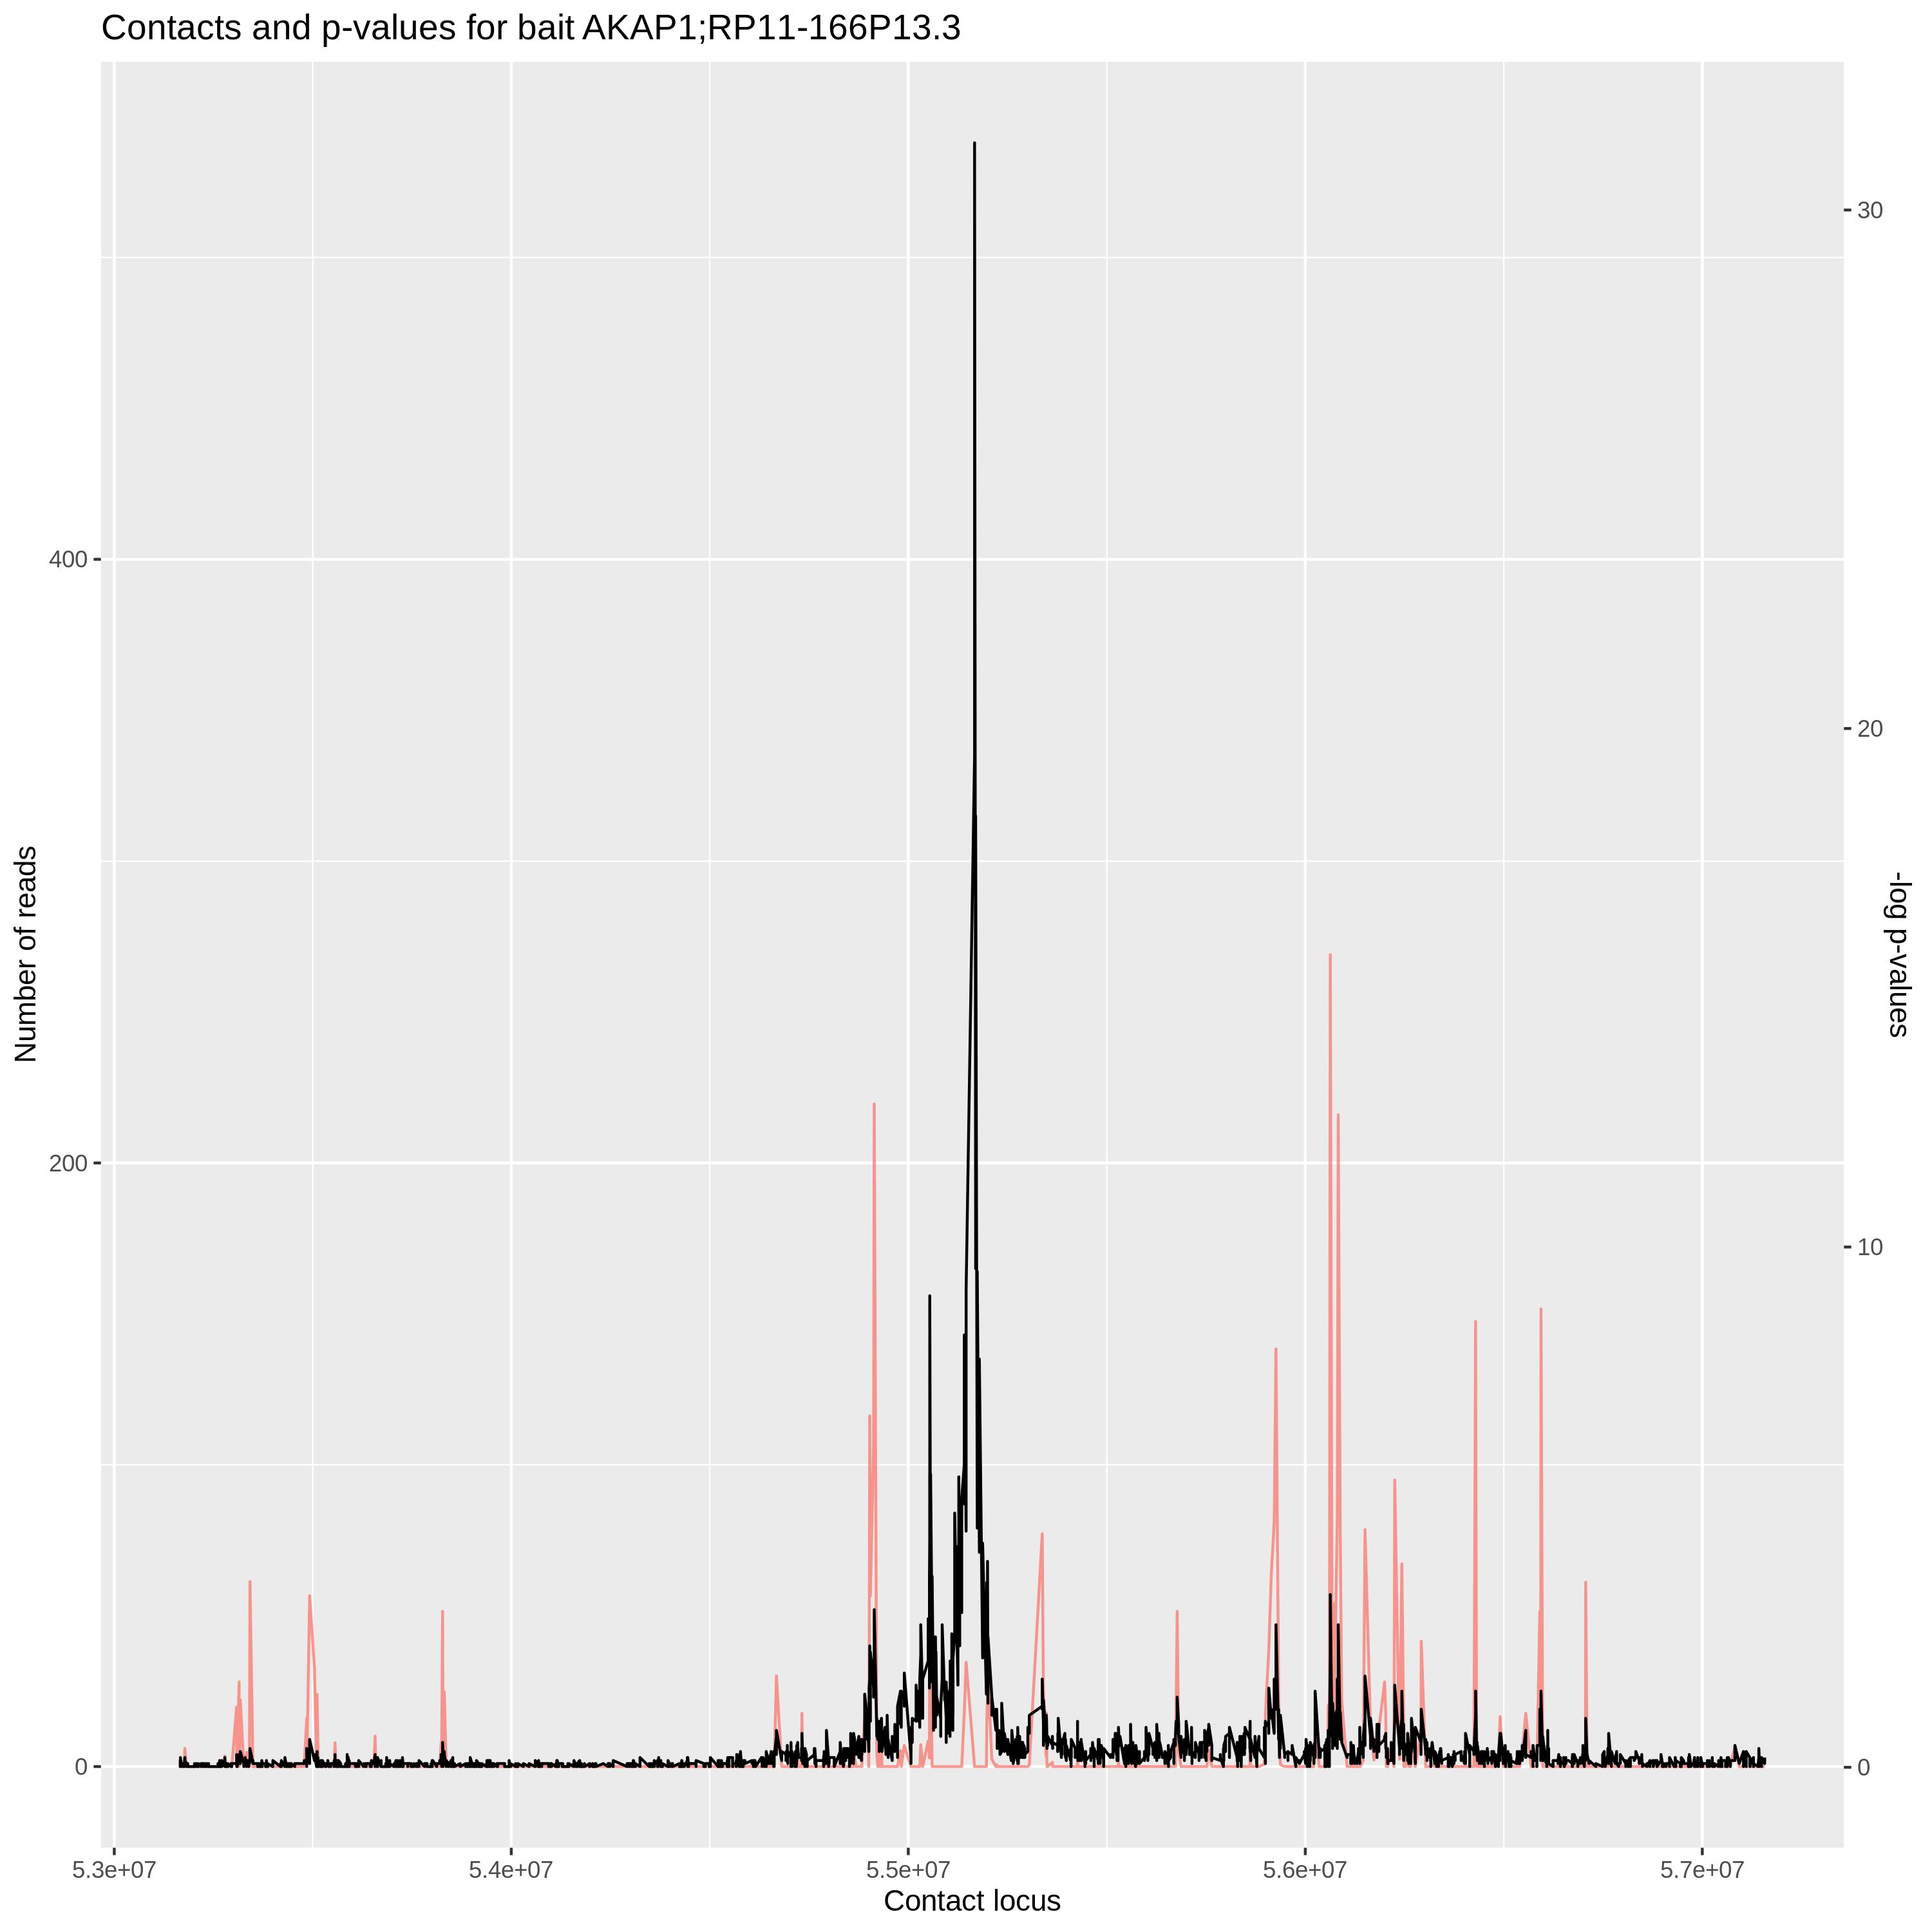 Contacts and p-values for bait AKAP1;RP11-166P13.3
Number of reads
400
200
0
30
20
10
0
-log p-values
5.3e+07
5.4e+07
5.5e+07
5.6e+07
5.7e+07
Contact locus